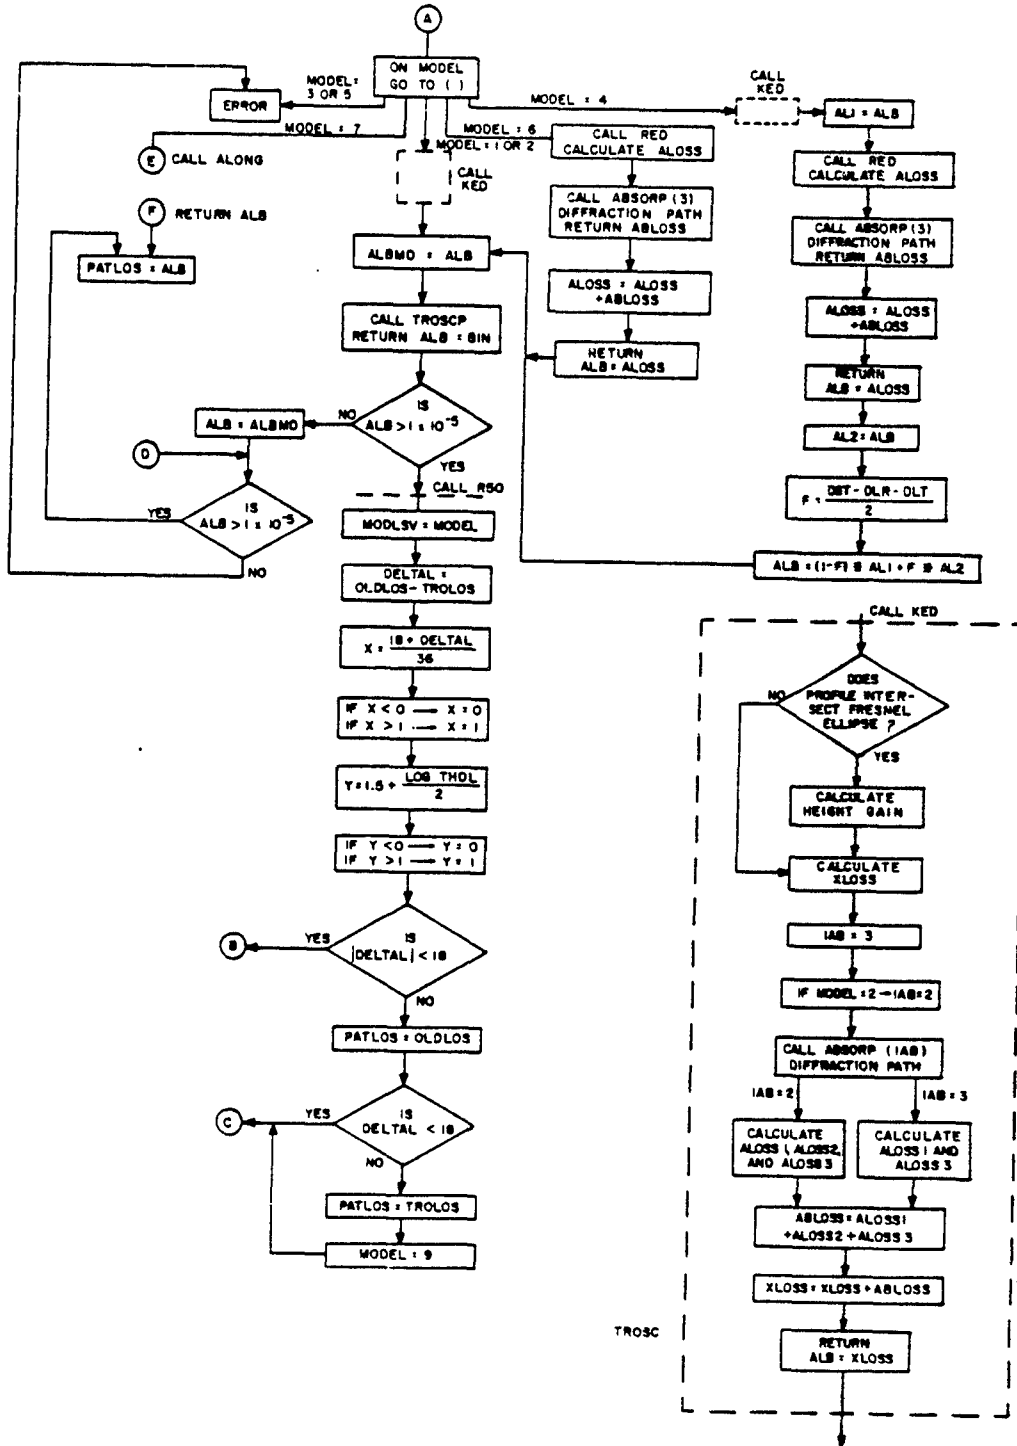 A
ON MODEL
GO TO ( )
MODEL =
3 OR 5
ERROR
MODEL = 7
E CALL ALONG
MODEL = 6
MODEL = 1 OR 2
CALL
KED
MODEL = 4
CALL
KED
AL1 = ALB
CALL RED
CALCULATE ALOSS
CALL ABSORP (3)
DIFFRACTION PATH
RETURN ABLOSS
ALOSS = ALOSS
+ABLOSS
RETURN
ALB = ALOSS
CALL RED
CALCULATE ALOSS
CALL ABSORP (3)
DIFFRACTION PATH
RETURN ABLOSS
ALOSS = ALOSS
+ABLOSS
RETURN
ALB = ALOSS
AL2 = ALB
F = DST - DLR - DLT
2
ALB = (1-F) * AL1 + F * AL2
F RETURN ALB
PATLOS = ALB
ALBMD = ALB
CALL TROSCP
RETURN ALB = BIN
IS
ALB > 1 x 10^-5
NO
YES
ALB = ALBMD
D
IS
ALB > 1 x 10^-5
YES
NO
CALL R50
MODLSV = MODEL
DELTAL =
OLDLOS - TROLOS
X = 18 + DELTAL
36
IF X < 0 → X = 0
IF X > 1 → X = 1
Y = 1.5 + LOG THOL
2
IF Y < 0 → Y = 0
IF Y > 1 → Y = 1
IS
|DELTAL| < 18
YES
B
NO
PATLOS = OLDLOS
IS
DELTAL < 18
YES
C
NO
PATLOS = TROLOS
MODEL = 9
CALL KED
DOES
PROFILE INTER-
SECT FRESNEL
ELLIPSE ?
NO
YES
CALCULATE
HEIGHT GAIN
CALCULATE
XLOSS
IAB = 3
IF MODEL = 2 → IAB = 2
CALL ABSORP (IAB)
DIFFRACTION PATH
IAB = 2
IAB = 3
CALCULATE
ALOSS 1, ALOSS2,
AND ALOSS3
CALCULATE
ALOSS 1 AND
ALOSS 3
ABLOSS = ALOSS1
+ALOSS2 + ALOSS3
XLOSS = XLOSS + ABLOSS
RETURN
ALB = XLOSS
TROSC